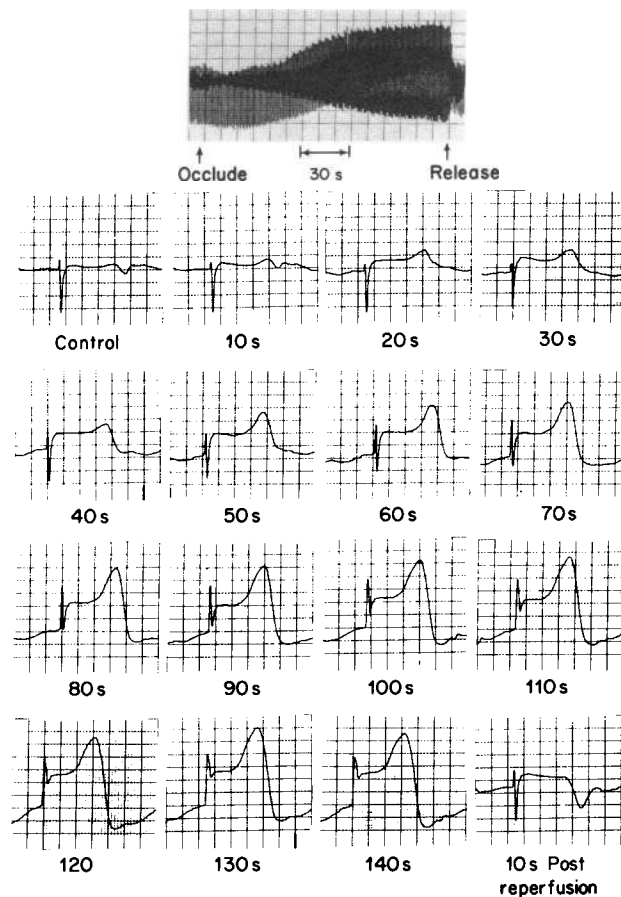 Occlude 30 s Release
Control 10 s 20 s 30 s
40 s 50 s 60 s 70 s
80 s 90 s 100 s 110 s
120 130 s 140 s 10 s Post
reperfusion